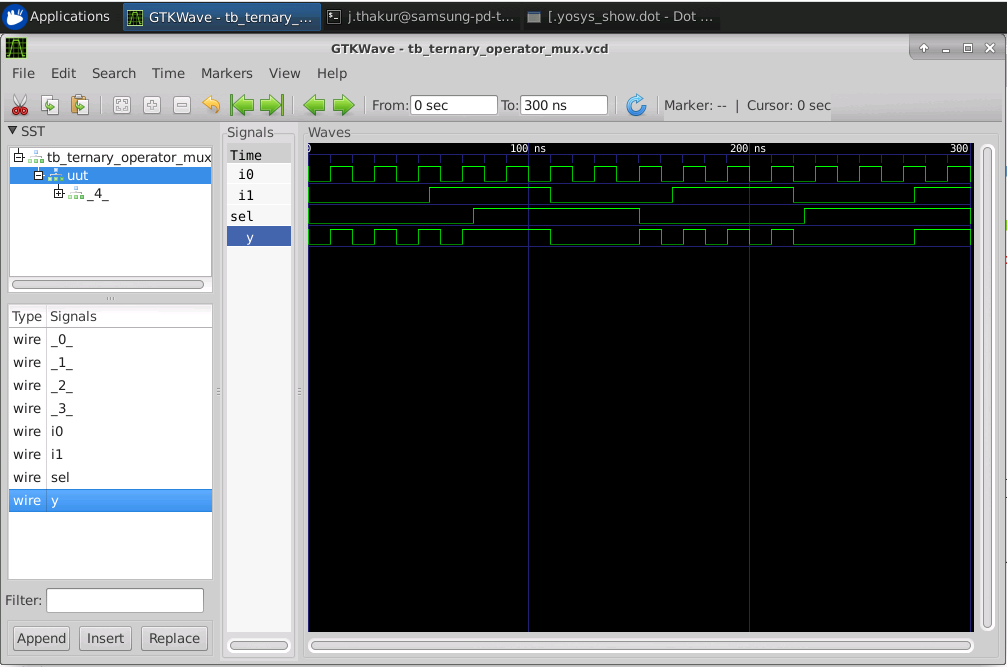 Applications GTKWave - tb_ternary_... j.thakur@samsung-pd-t... [.yosys_show.dot - Dot ...
GTKWave - tb_ternary_operator_mux.vcd
File Edit Search Time Markers View Help
From: 0 sec To: 300 ns Marker: -- | Cursor: 0 sec
SST
tb_ternary_operator_mux
uut
_4_
Type Signals
wire _0_
wire _1_
wire _2_
wire _3_
wire i0
wire i1
wire sel
wire y
Filter:
Append Insert Replace
Signals
Time
i0
i1
sel
y
Waves
0 100 ns 200 ns 300